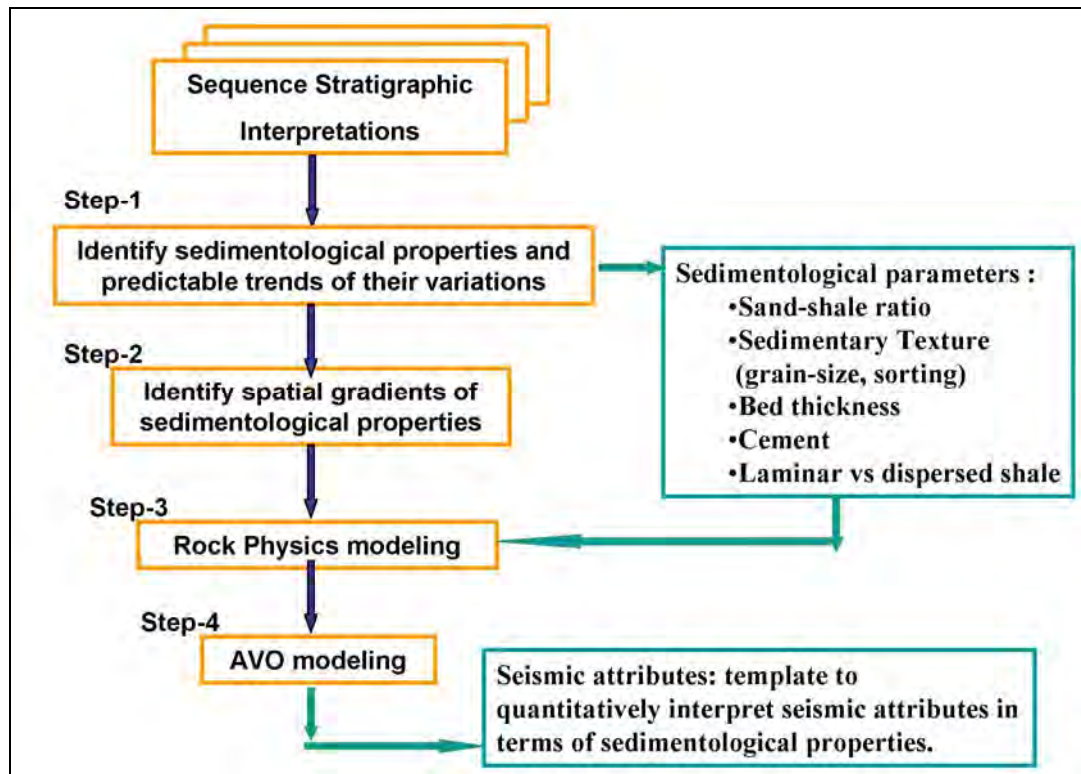 Sequence Stratigraphic
Interpretations
Step-1
Identify sedimentological properties and
predictable trends of their variations
Sedimentological parameters :
•Sand-shale ratio
•Sedimentary Texture
(grain-size, sorting)
•Bed thickness
•Cement
•Laminar vs dispersed shale
Step-2
Identify spatial gradients of
sedimentological properties
Step-3
Rock Physics modeling
Step-4
AVO modeling
Seismic attributes: template to
quantitatively interpret seismic attributes in
terms of sedimentological properties.